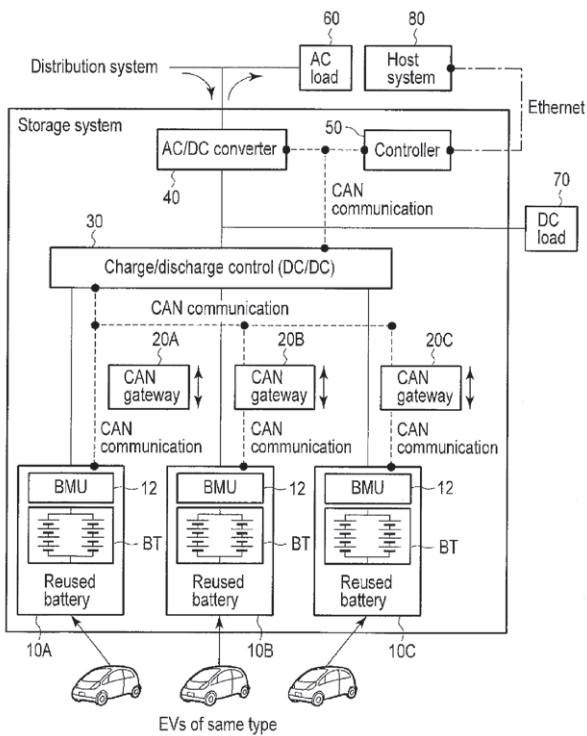 60
80
AC
load
Host
system
Distribution system
Ethernet
Storage system
50
AC/DC converter
Controller
40
CAN
communication
70
DC
load
30
Charge/discharge control (DC/DC)
CAN communication
20A
20B
20C
CAN
gateway
CAN
gateway
CAN
gateway
CAN
communication
CAN
communication
CAN
communication
BMU
12
BMU
12
BMU
12
BT
BT
BT
Reused
battery
Reused
battery
Reused
battery
10A
10B
10C
EVs of same type